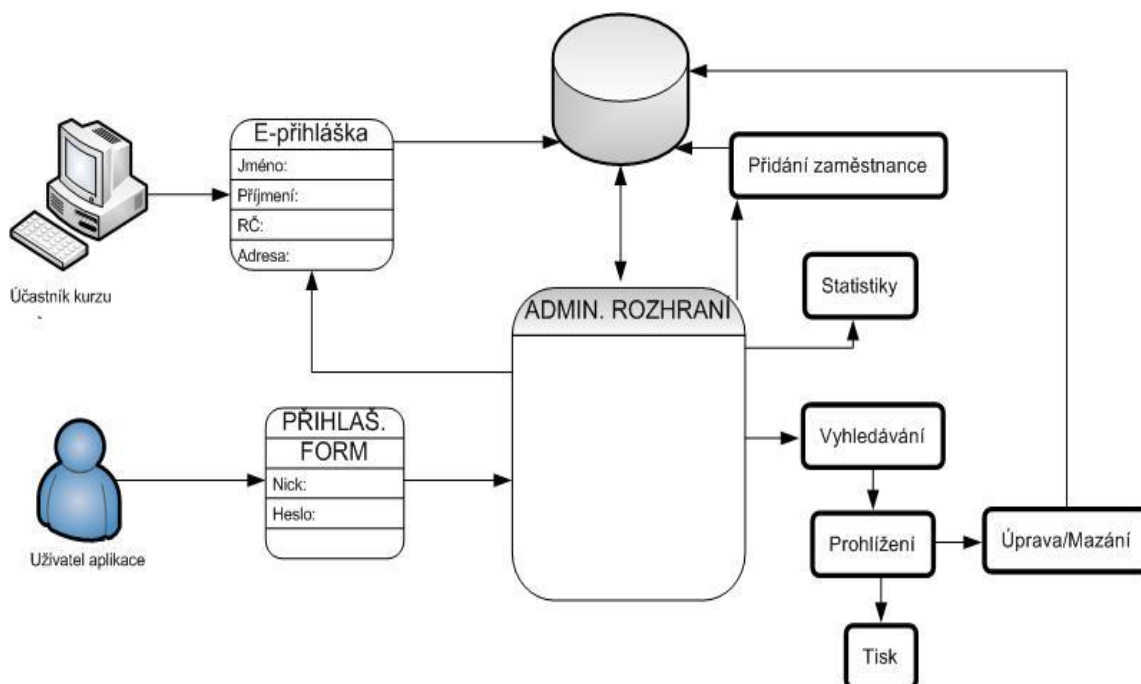 E-přihláška
Jméno:
Příjmení:
RČ:
Adresa:
Účastník kurzu
Přidání zaměstnance
Statistiky
ADMIN. ROZHRANÍ
PŘIHLAŠ.
FORM
Nick:
Heslo:
Uživatel aplikace
Vyhledávání
Prohlížení
Úprava/Mazání
Tisk